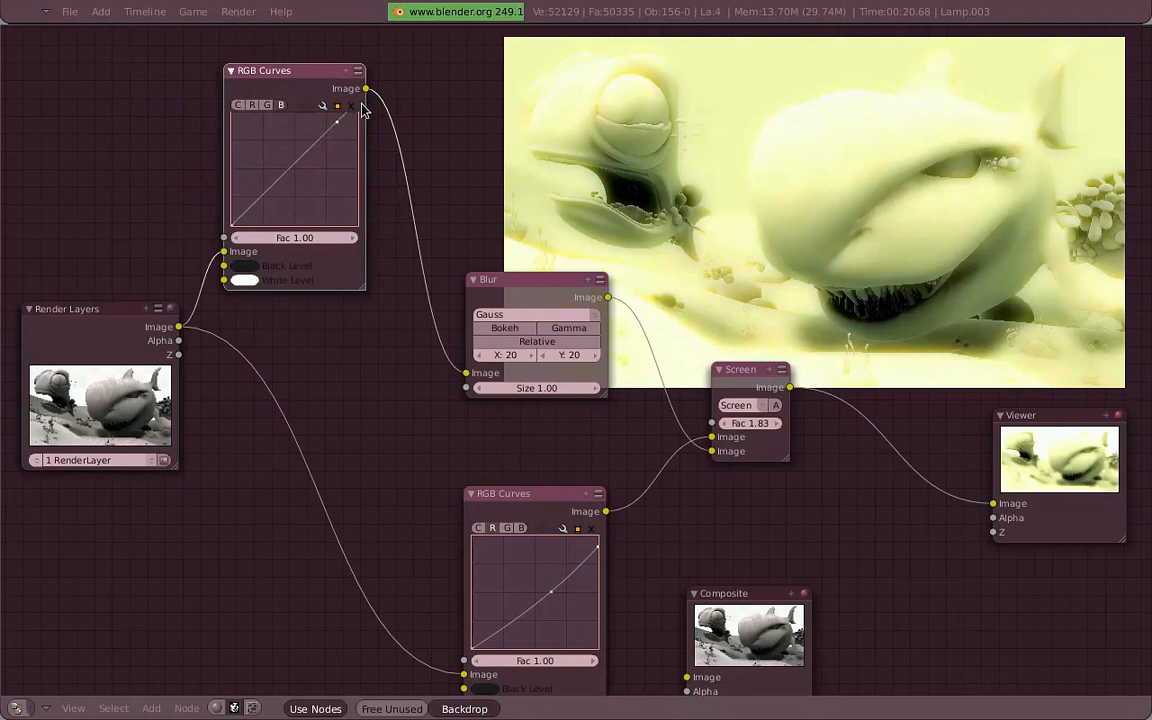 File Add Timeline Game Render Help www.blender.org 249.1 Ve:52129 | Fa:50335 | Ob:156-0 | La:4 | Mem:13.70M (29.74M) | Time:00:20.68 | Lamp.003
RGB Curves
Image
C R G B X
Fac 1.00
Image
Black Level
White Level
Render Layers
Image
Alpha
Z
1 RenderLayer
Blur
Image
Gauss
Bokeh Gamma
Relative
X: 20 Y: 20
Image
Size 1.00
Screen
Image
Screen A
Fac 1.83
Image
Image
Viewer
Image
Alpha
Z
RGB Curves
Image
C R G B X
Fac 1.00
Image
Black Level
Composite
Image
Alpha
View Select Add Node Use Nodes Free Unused Backdrop